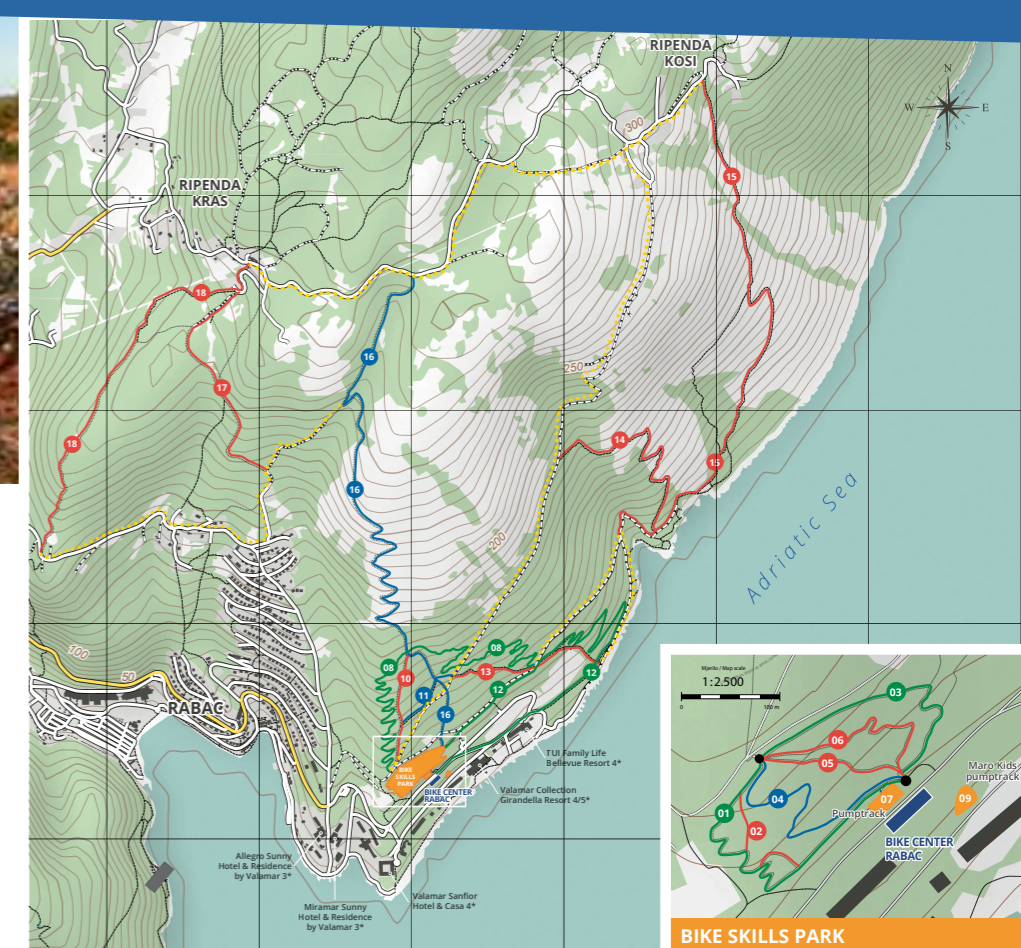 RIPENDA
KOSI
N
W
E
S
300
15
RIPENDA
KRAS
18
16
250
17
14
18
15
16
Adriatic Sea
200
100
50
08
08
10
13
12
12
11
16
RABAC
BIKE
SKILLS
PARK
BIKE CENTER
RABAC
TUI Family Life
Bellevue Resort 4*
Valamar Collection
Girandella Resort 4/5*
Allegro Sunny
Hotel & Residence
by Valamar 3*
Miramar Sunny
Hotel & Residence
by Valamar 3*
Valamar Sanfior
Hotel & Casa 4*
Mjerilo / Map scale
1:2.500
0
100 m
03
06
05
04
01
02
07
Pumptrack
Maro Kids
pumptrack
09
BIKE CENTER
RABAC
BIKE SKILLS PARK